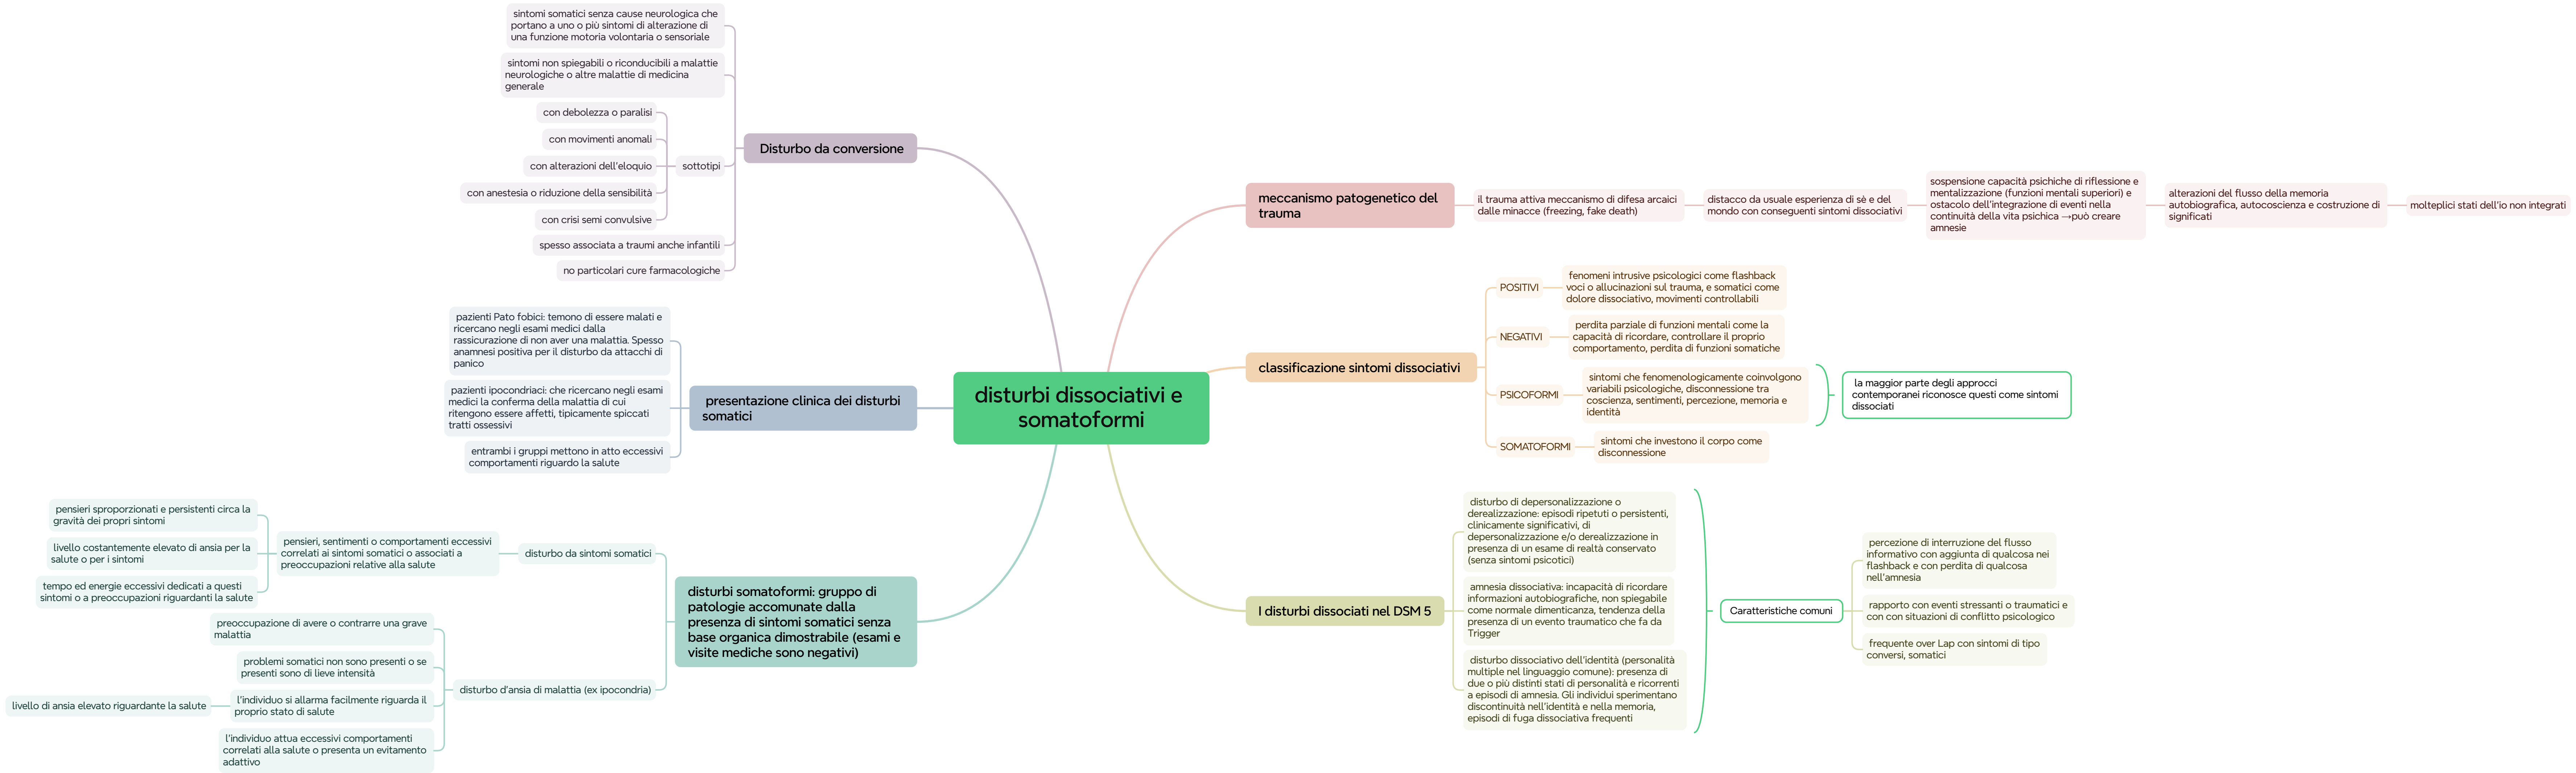 disturbi dissociativi e
somatoformi
meccanismo patogenetico del
trauma
il trauma attiva meccanismo di difesa arcaici
dalle minacce (freezing, fake death)
distacco da usuale esperienza di sè e del
mondo con conseguenti sintomi dissociativi
sospensione capacità psichiche di riflessione e
mentalizzazione (funzioni mentali superiori) e
ostacolo dell'integrazione di eventi nella
continuità della vita psichica →può creare
amnesie
alterazioni del flusso della memoria
autobiografica, autocoscienza e costruzione di
significati
molteplici stati dell'io non integrati
classificazione sintomi dissociativi
POSITIVI
fenomeni intrusive psicologici come flashback
voci o allucinazioni sul trauma, e somatici come
dolore dissociativo, movimenti controllabili
NEGATIVI
perdita parziale di funzioni mentali come la
capacità di ricordare, controllare il proprio
comportamento, perdita di funzioni somatiche
PSICOFORMI
sintomi che fenomenologicamente coinvolgono
variabili psicologiche, disconnessione tra
coscienza, sentimenti, percezione, memoria e
identità
SOMATOFORMI
sintomi che investono il corpo come
disconnessione
la maggior parte degli approcci
contemporanei riconosce questi come sintomi
dissociati
I disturbi dissociati nel DSM 5
disturbo di depersonalizzazione o
derealizzazione: episodi ripetuti o persistenti,
clinicamente significativi, di
depersonalizzazione e/o derealizzazione in
presenza di un esame di realtà conservato
(senza sintomi psicotici)
amnesia dissociativa: incapacità di ricordare
informazioni autobiografiche, non spiegabile
come normale dimenticanza, tendenza della
presenza di un evento traumatico che fa da
Trigger
disturbo dissociativo dell'identità (personalità
multiple nel linguaggio comune): presenza di
due o più distinti stati di personalità e ricorrenti
a episodi di amnesia. Gli individui sperimentano
discontinuità nell'identità e nella memoria,
episodi di fuga dissociativa frequenti
Caratteristiche comuni
percezione di interruzione del flusso
informativo con aggiunta di qualcosa nei
flashback e con perdita di qualcosa
nell'amnesia
rapporto con eventi stressanti o traumatici e
con con situazioni di conflitto psicologico
frequente over Lap con sintomi di tipo
conversi, somatici
Disturbo da conversione
sintomi somatici senza cause neurologica che
portano a uno o più sintomi di alterazione di
una funzione motoria volontaria o sensoriale
sintomi non spiegabili o riconducibili a malattie
neurologiche o altre malattie di medicina
generale
sottotipi
con debolezza o paralisi
con movimenti anomali
con alterazioni dell'eloquio
con anestesia o riduzione della sensibilità
con crisi semi convulsive
spesso associata a traumi anche infantili
no particolari cure farmacologiche
presentazione clinica dei disturbi
somatici
pazienti Pato fobici: temono di essere malati e
ricercano negli esami medici dalla
rassicurazione di non aver una malattia. Spesso
anamnesi positiva per il disturbo da attacchi di
panico
pazienti ipocondriaci: che ricercano negli esami
medici la conferma della malattia di cui
ritengono essere affetti, tipicamente spiccati
tratti ossessivi
entrambi i gruppi mettono in atto eccessivi
comportamenti riguardo la salute
disturbi somatoformi: gruppo di
patologie accomunate dalla
presenza di sintomi somatici senza
base organica dimostrabile (esami e
visite mediche sono negativi)
disturbo da sintomi somatici
pensieri, sentimenti o comportamenti eccessivi
correlati ai sintomi somatici o associati a
preoccupazioni relative alla salute
pensieri sproporzionati e persistenti circa la
gravità dei propri sintomi
livello costantemente elevato di ansia per la
salute o per i sintomi
tempo ed energie eccessivi dedicati a questi
sintomi o a preoccupazioni riguardanti la salute
disturbo d'ansia di malattia (ex ipocondria)
preoccupazione di avere o contrarre una grave
malattia
problemi somatici non sono presenti o se
presenti sono di lieve intensità
l'individuo si allarma facilmente riguarda il
proprio stato di salute
livello di ansia elevato riguardante la salute
l'individuo attua eccessivi comportamenti
correlati alla salute o presenta un evitamento
adattivo